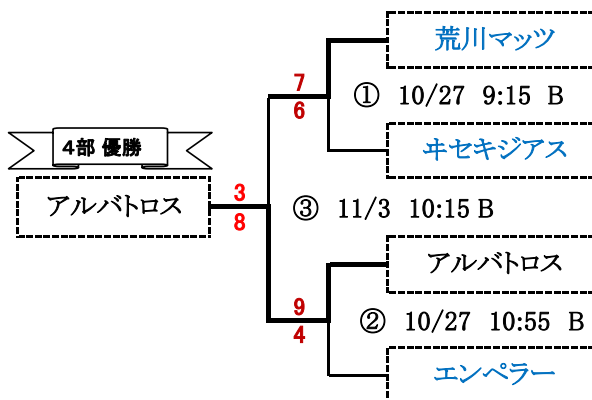 荒川マッツ
7
6
① 10/27 9:15 B
ヰセキジアス
4部 優勝
アルバトロス
3
8
③ 11/3 10:15 B
アルバトロス
9
4
② 10/27 10:55 B
エンペラー